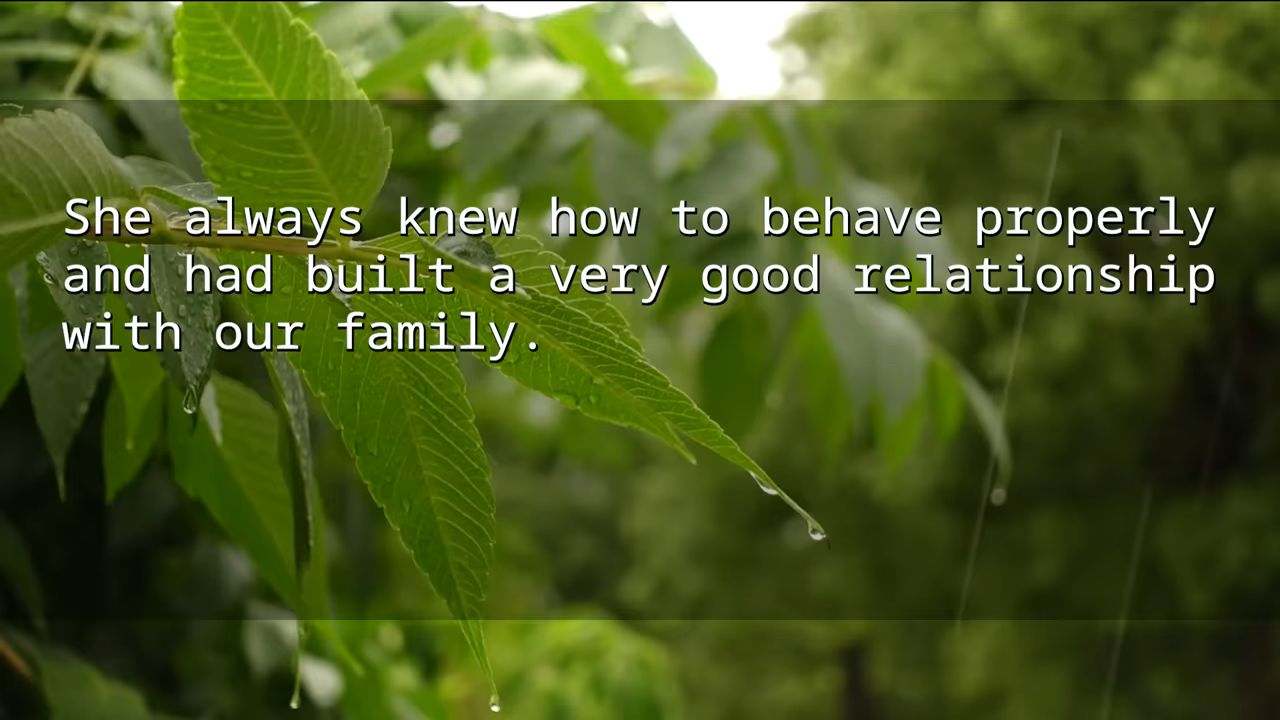 She always knew how to behave properly
and had built a very good relationship
with our family.